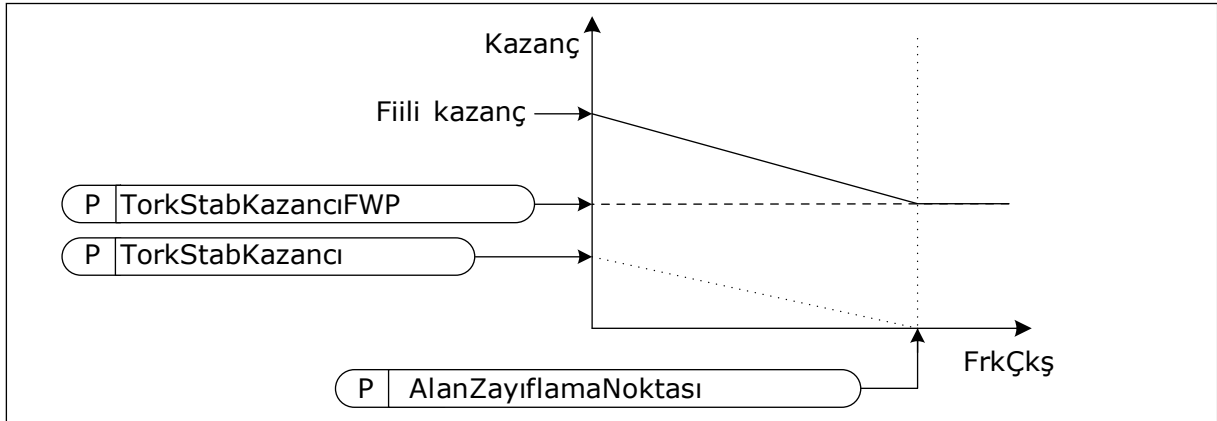 Kazanç
Fiili kazanç
P TorkStabKazancıFWP
P TorkStabKazancı
FrkÇkş
P AlanZayıflamaNoktası